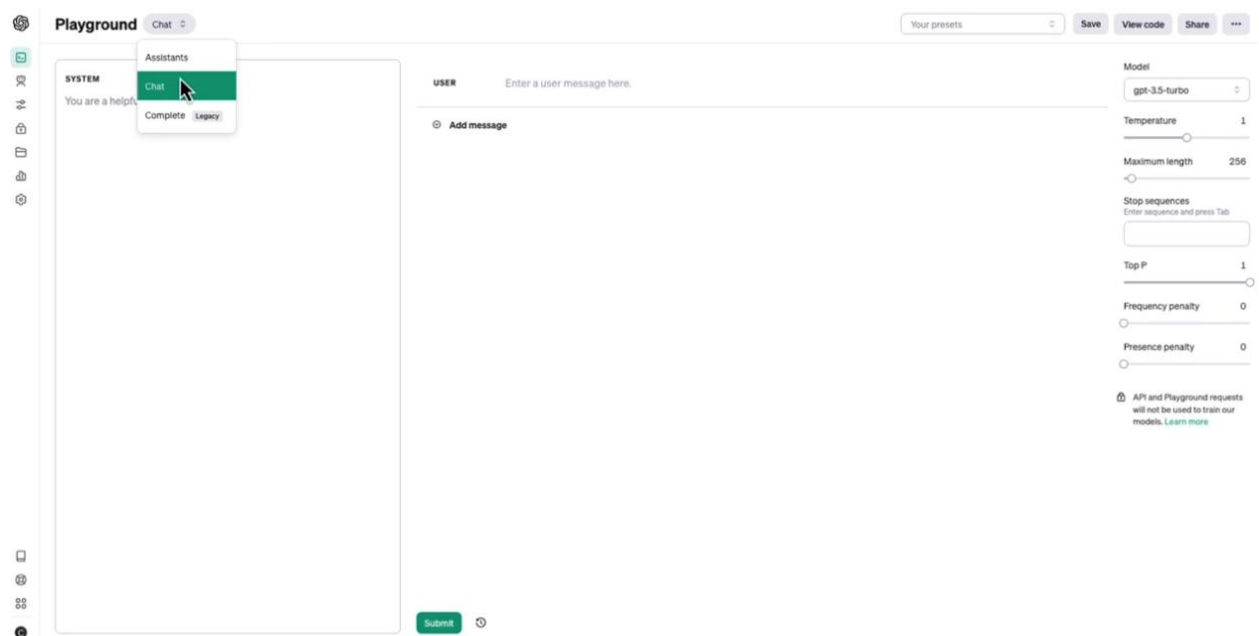 Playground
Chat
Your presets
Save
View code
Share
Assistants
Chat
Complete Legacy
SYSTEM
You are a helpfu
USER
Enter a user message here.
Add message
Model
gpt-3.5-turbo
Temperature 1
Maximum length 256
Stop sequences
Enter sequence and press Tab
Top P 1
Frequency penalty 0
Presence penalty 0
API and Playground requests
will not be used to train our
models. Learn more
Submit